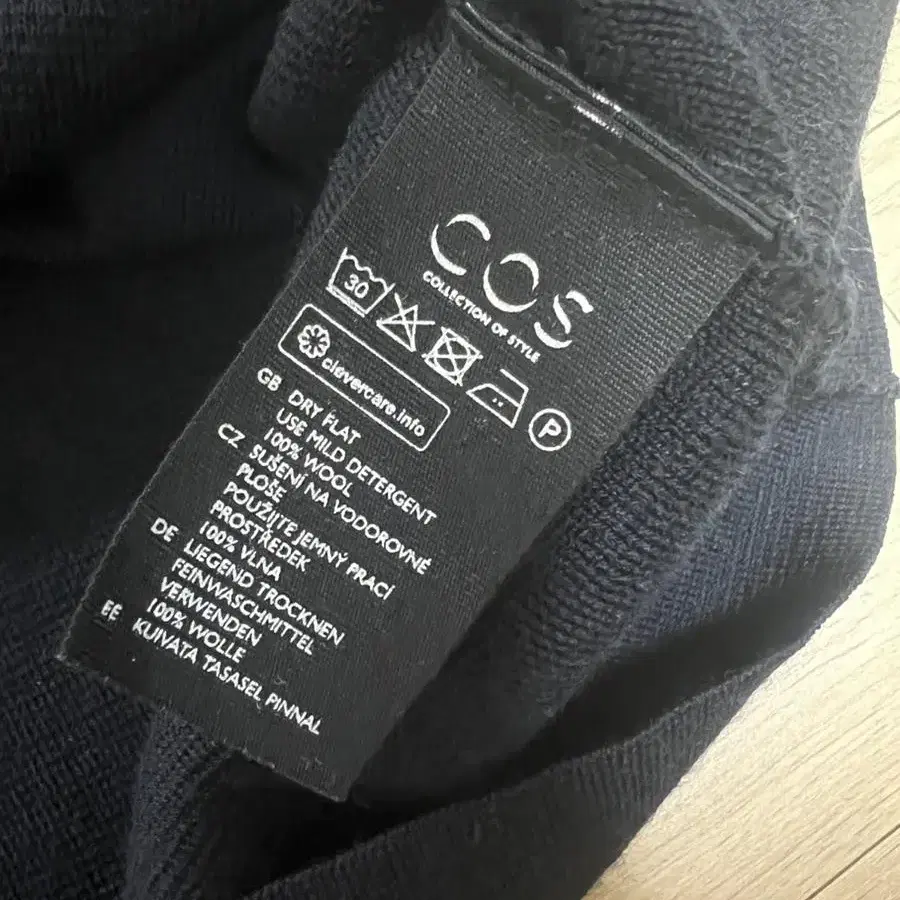 COS
COLLECTION OF STYLE
30
P
clevercare.info
GB DRY FLAT
USE MILD DETERGENT
100% WOOL
CZ SUŠENÍ NA VODOROVNÉ
PLOŠE
POUŽIJTE JEMNÝ PRACÍ
PROSTŘEDEK
100% VLNA
DE LIEGEND TROCKNEN
FEINWASCHMITTEL
VERWENDEN
100% WOLLE
EE KUIVATA TASASEL PINNAL